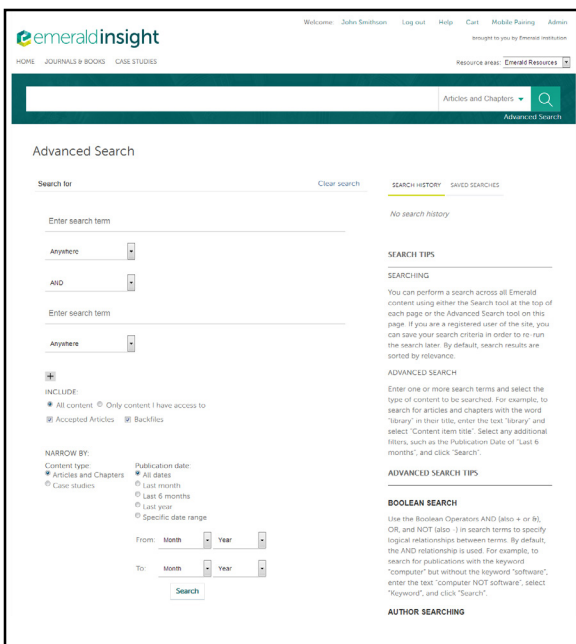 Welcome: John Smithson Log out Help Cart Mobile Pairing Admin
emeraldinsight
brought to you by Emerald Institution
HOME JOURNALS & BOOKS CASE STUDIES
Resource areas: Emerald Resources
Articles and Chapters
Advanced Search
Advanced Search
Search for Clear search
Enter search term
Anywhere
AND
Enter search term
Anywhere
+
INCLUDE:
All content Only content I have access to
Accepted Articles Backfiles
NARROW BY:
Content type: Publication date:
Articles and Chapters All dates
Case studies Last month
Last 6 months
Last year
Specific date range
From: Month Year
To: Month Year
Search
SEARCH HISTORY SAVED SEARCHES
No search history
SEARCH TIPS
SEARCHING
You can perform a search across all Emerald
content using either the Search tool at the top of
each page or the Advanced Search tool on this
page. If you are a registered user of the site, you
can save your search criteria in order to re-run
the search later. By default, search results are
sorted by relevance.
ADVANCED SEARCH
Enter one or more search terms and select the
type of content to be searched. For example, to
search for articles and chapters with the word
"library" in their title, enter the text "library" and
select "Content item title". Select any additional
filters, such as the Publication Date of "Last 6
months", and click "Search".
ADVANCED SEARCH TIPS
BOOLEAN SEARCH
Use the Boolean Operators AND (also + or &),
OR, and NOT (also -) in search terms to specify
logical relationships between terms. By default,
the AND relationship is used. For example, to
search for publications with the keyword
"computer" but without the keyword "software",
enter the text "computer NOT software", select
"Keyword", and click "Search".
AUTHOR SEARCHING